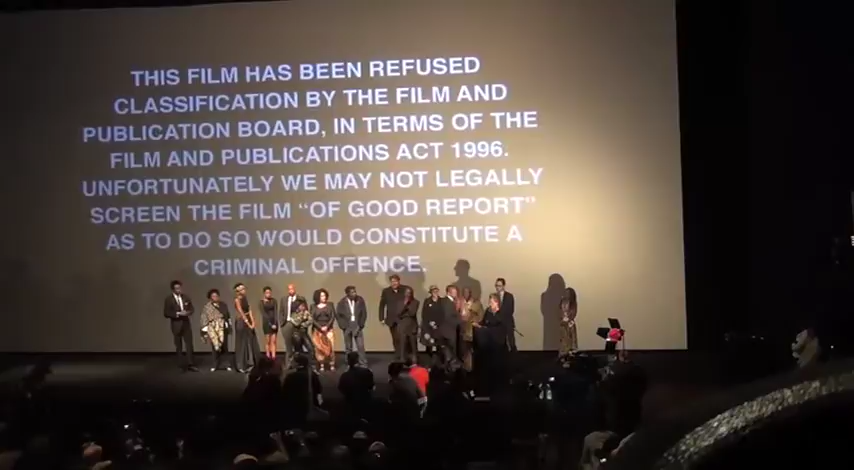 THIS FILM HAS BEEN REFUSED
CLASSIFICATION BY THE FILM AND
PUBLICATION BOARD, IN TERMS OF THE
FILM AND PUBLICATIONS ACT 1996.
UNFORTUNATELY WE MAY NOT LEGALLY
SCREEN THE FILM “OF GOOD REPORT”
AS TO DO SO WOULD CONSTITUTE A
CRIMINAL OFFENCE.